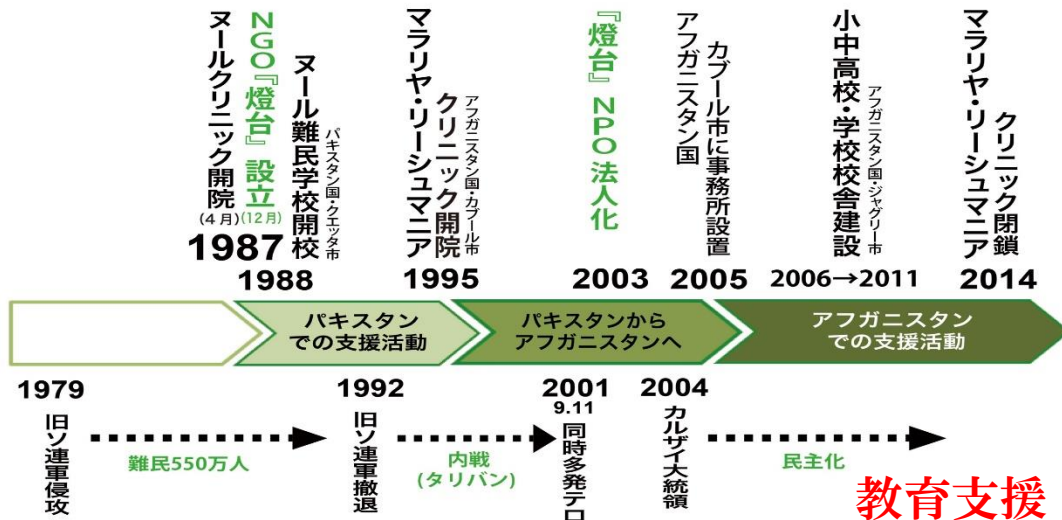 ヌールクリニック開院
(4月)
1987
NGO『燈台』設立
(12月)
ヌール難民学校開校
パキスタン国・クエッタ市
1988
マラリヤ・リーシュマニア
クリニック開院
アフガニスタン国・カブール市
1995
『燈台』NPO法人化
2003
アフガニスタン国
カブール市に事務所設置
2005
小中高校・学校校舎建設
アフガニスタン国・ジャグリー市
2006→2011
マラリヤ・リーシュマニア
クリニック閉鎖
2014
パキスタン
での支援活動
パキスタンから
アフガニスタンへ
アフガニスタン
での支援活動
1979
旧ソ連軍侵攻
難民550万人
1992
旧ソ連軍撤退
内戦
(タリバン)
2001
9.11
同時多発テロ
2004
カルザイ大統領
民主化
教育支援